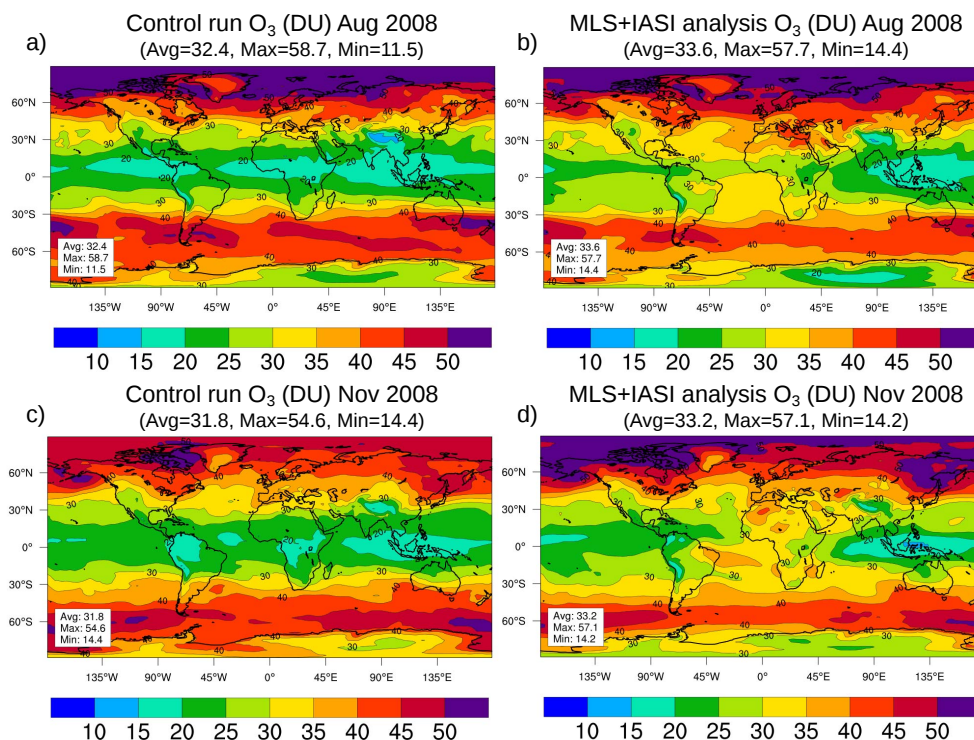 Control run O₃ (DU) Aug 2008
(Avg=32.4, Max=58.7, Min=11.5)
a)
60°N
30°N
0°
30°S
60°S
Avg: 32.4
Max: 58.7
Min: 11.5
135°W 90°W 45°W 0° 45°E 90°E 135°E
10 15 20 25 30 35 40 45 50
MLS+IASI analysis O₃ (DU) Aug 2008
(Avg=33.6, Max=57.7, Min=14.4)
b)
60°N
30°N
0°
30°S
60°S
Avg: 33.6
Max: 57.7
Min: 14.4
135°W 90°W 45°W 0° 45°E 90°E 135°E
10 15 20 25 30 35 40 45 50
Control run O₃ (DU) Nov 2008
(Avg=31.8, Max=54.6, Min=14.4)
c)
60°N
30°N
0°
30°S
60°S
Avg: 31.8
Max: 54.6
Min: 14.4
135°W 90°W 45°W 0° 45°E 90°E 135°E
10 15 20 25 30 35 40 45 50
MLS+IASI analysis O₃ (DU) Nov 2008
(Avg=33.2, Max=57.1, Min=14.2)
d)
60°N
30°N
0°
30°S
60°S
Avg: 33.2
Max: 57.1
Min: 14.2
135°W 90°W 45°W 0° 45°E 90°E 135°E
10 15 20 25 30 35 40 45 50